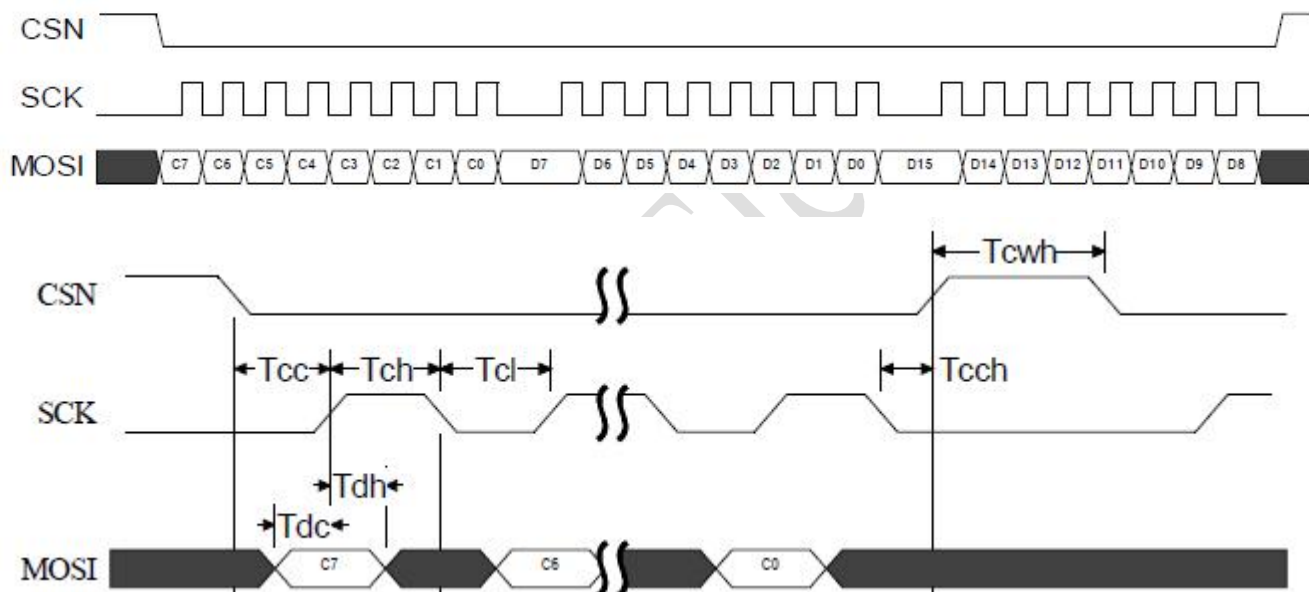 CSN
SCK
MOSI C7 C6 C5 C4 C3 C2 C1 C0 D7 D6 D5 D4 D3 D2 D1 D0 D15 D14 D13 D12 D11 D10 D9 D8
Tcwh
CSN
Tcc Tch Tcl Tcch
SCK
Tdh
Tdc
MOSI C7 C6 C0